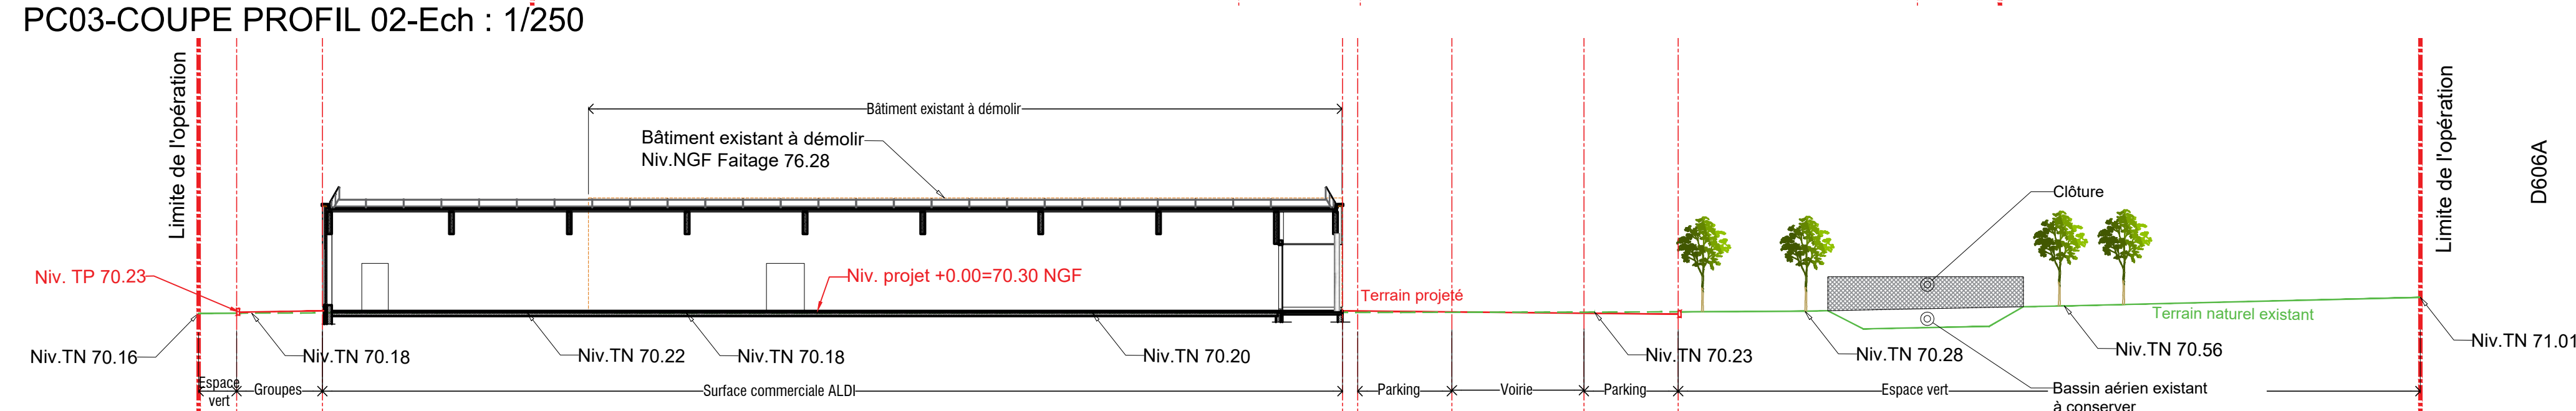 PC03-COUPE PROFIL 02-Ech : 1/250
Limite de l'opération
Bâtiment existant à démolir
Bâtiment existant à démolir
Niv.NGF Faitage 76.28
Clôture
Limite de l'opération
D606A
Niv. TP 70.23
Niv. projet +0.00=70.30 NGF
Terrain projeté
Terrain naturel existant
Niv.TN 70.16
Niv.TN 70.18
Niv.TN 70.22
Niv.TN 70.18
Niv.TN 70.20
Niv.TN 70.23
Niv.TN 70.28
Niv.TN 70.56
Niv.TN 71.01
Espace
vert
Groupes
Surface commerciale ALDI
Parking
Voirie
Parking
Espace vert
Bassin aérien existant
à conserver